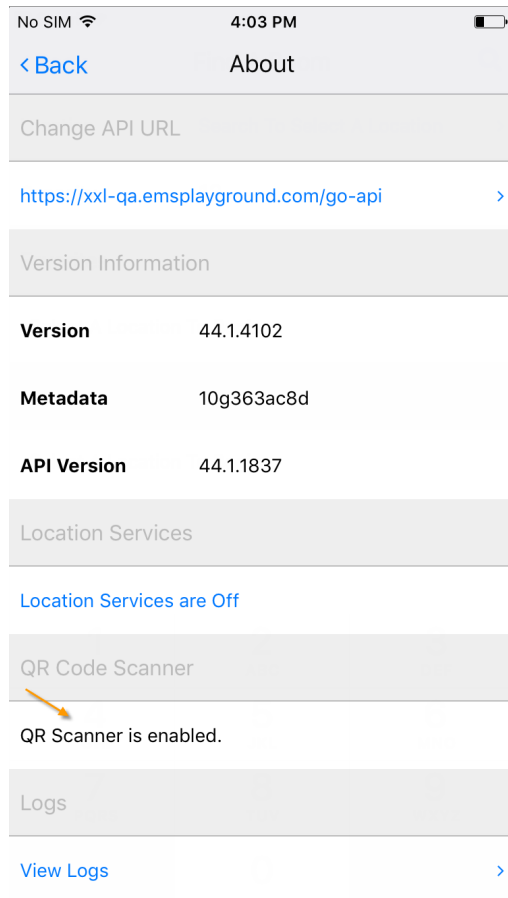 No SIM 4:03 PM
Back About
Change API URL
https://xxl-qa.emsplayground.com/go-api
Version Information
Version 44.1.4102
Metadata 10g363ac8d
API Version 44.1.1837
Location Services
Location Services are Off
QR Code Scanner
QR Scanner is enabled.
Logs
View Logs